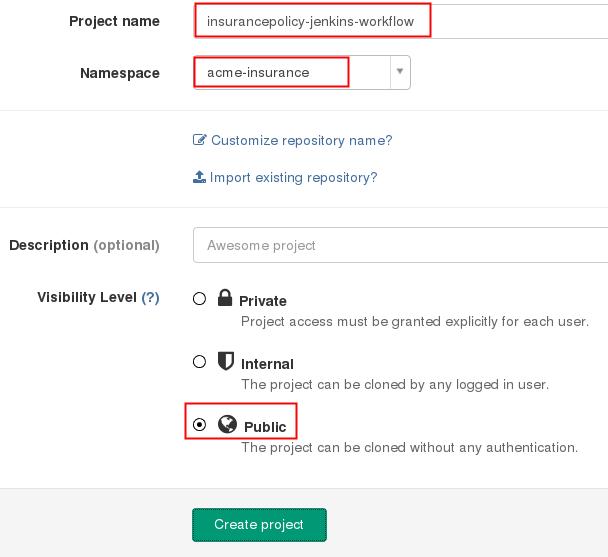 Project name insurancepolicy-jenkins-workflow
Namespace acme-insurance
Customize repository name?
Import existing repository?
Description (optional) Awesome project
Visibility Level (?) Private
Project access must be granted explicitly for each user.
Internal
The project can be cloned by any logged in user.
Public
The project can be cloned without any authentication.
Create project